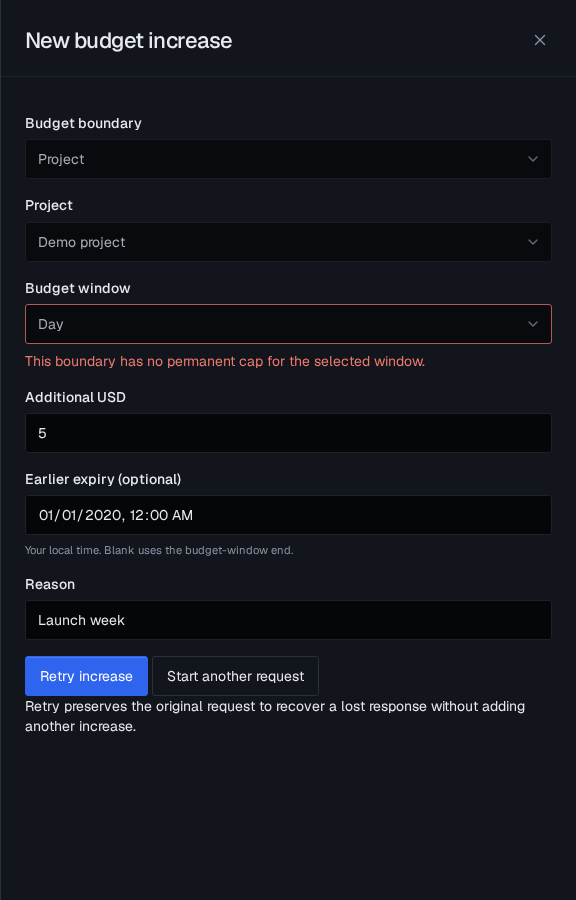 New budget increase
Budget boundary
Project
Project
Demo project
Budget window
Day
This boundary has no permanent cap for the selected window.
Additional USD
5
Earlier expiry (optional)
01/01/2020, 12:00 AM
Your local time. Blank uses the budget-window end.
Reason
Launch week
Retry increase
Start another request
Retry preserves the original request to recover a lost response without adding
another increase.